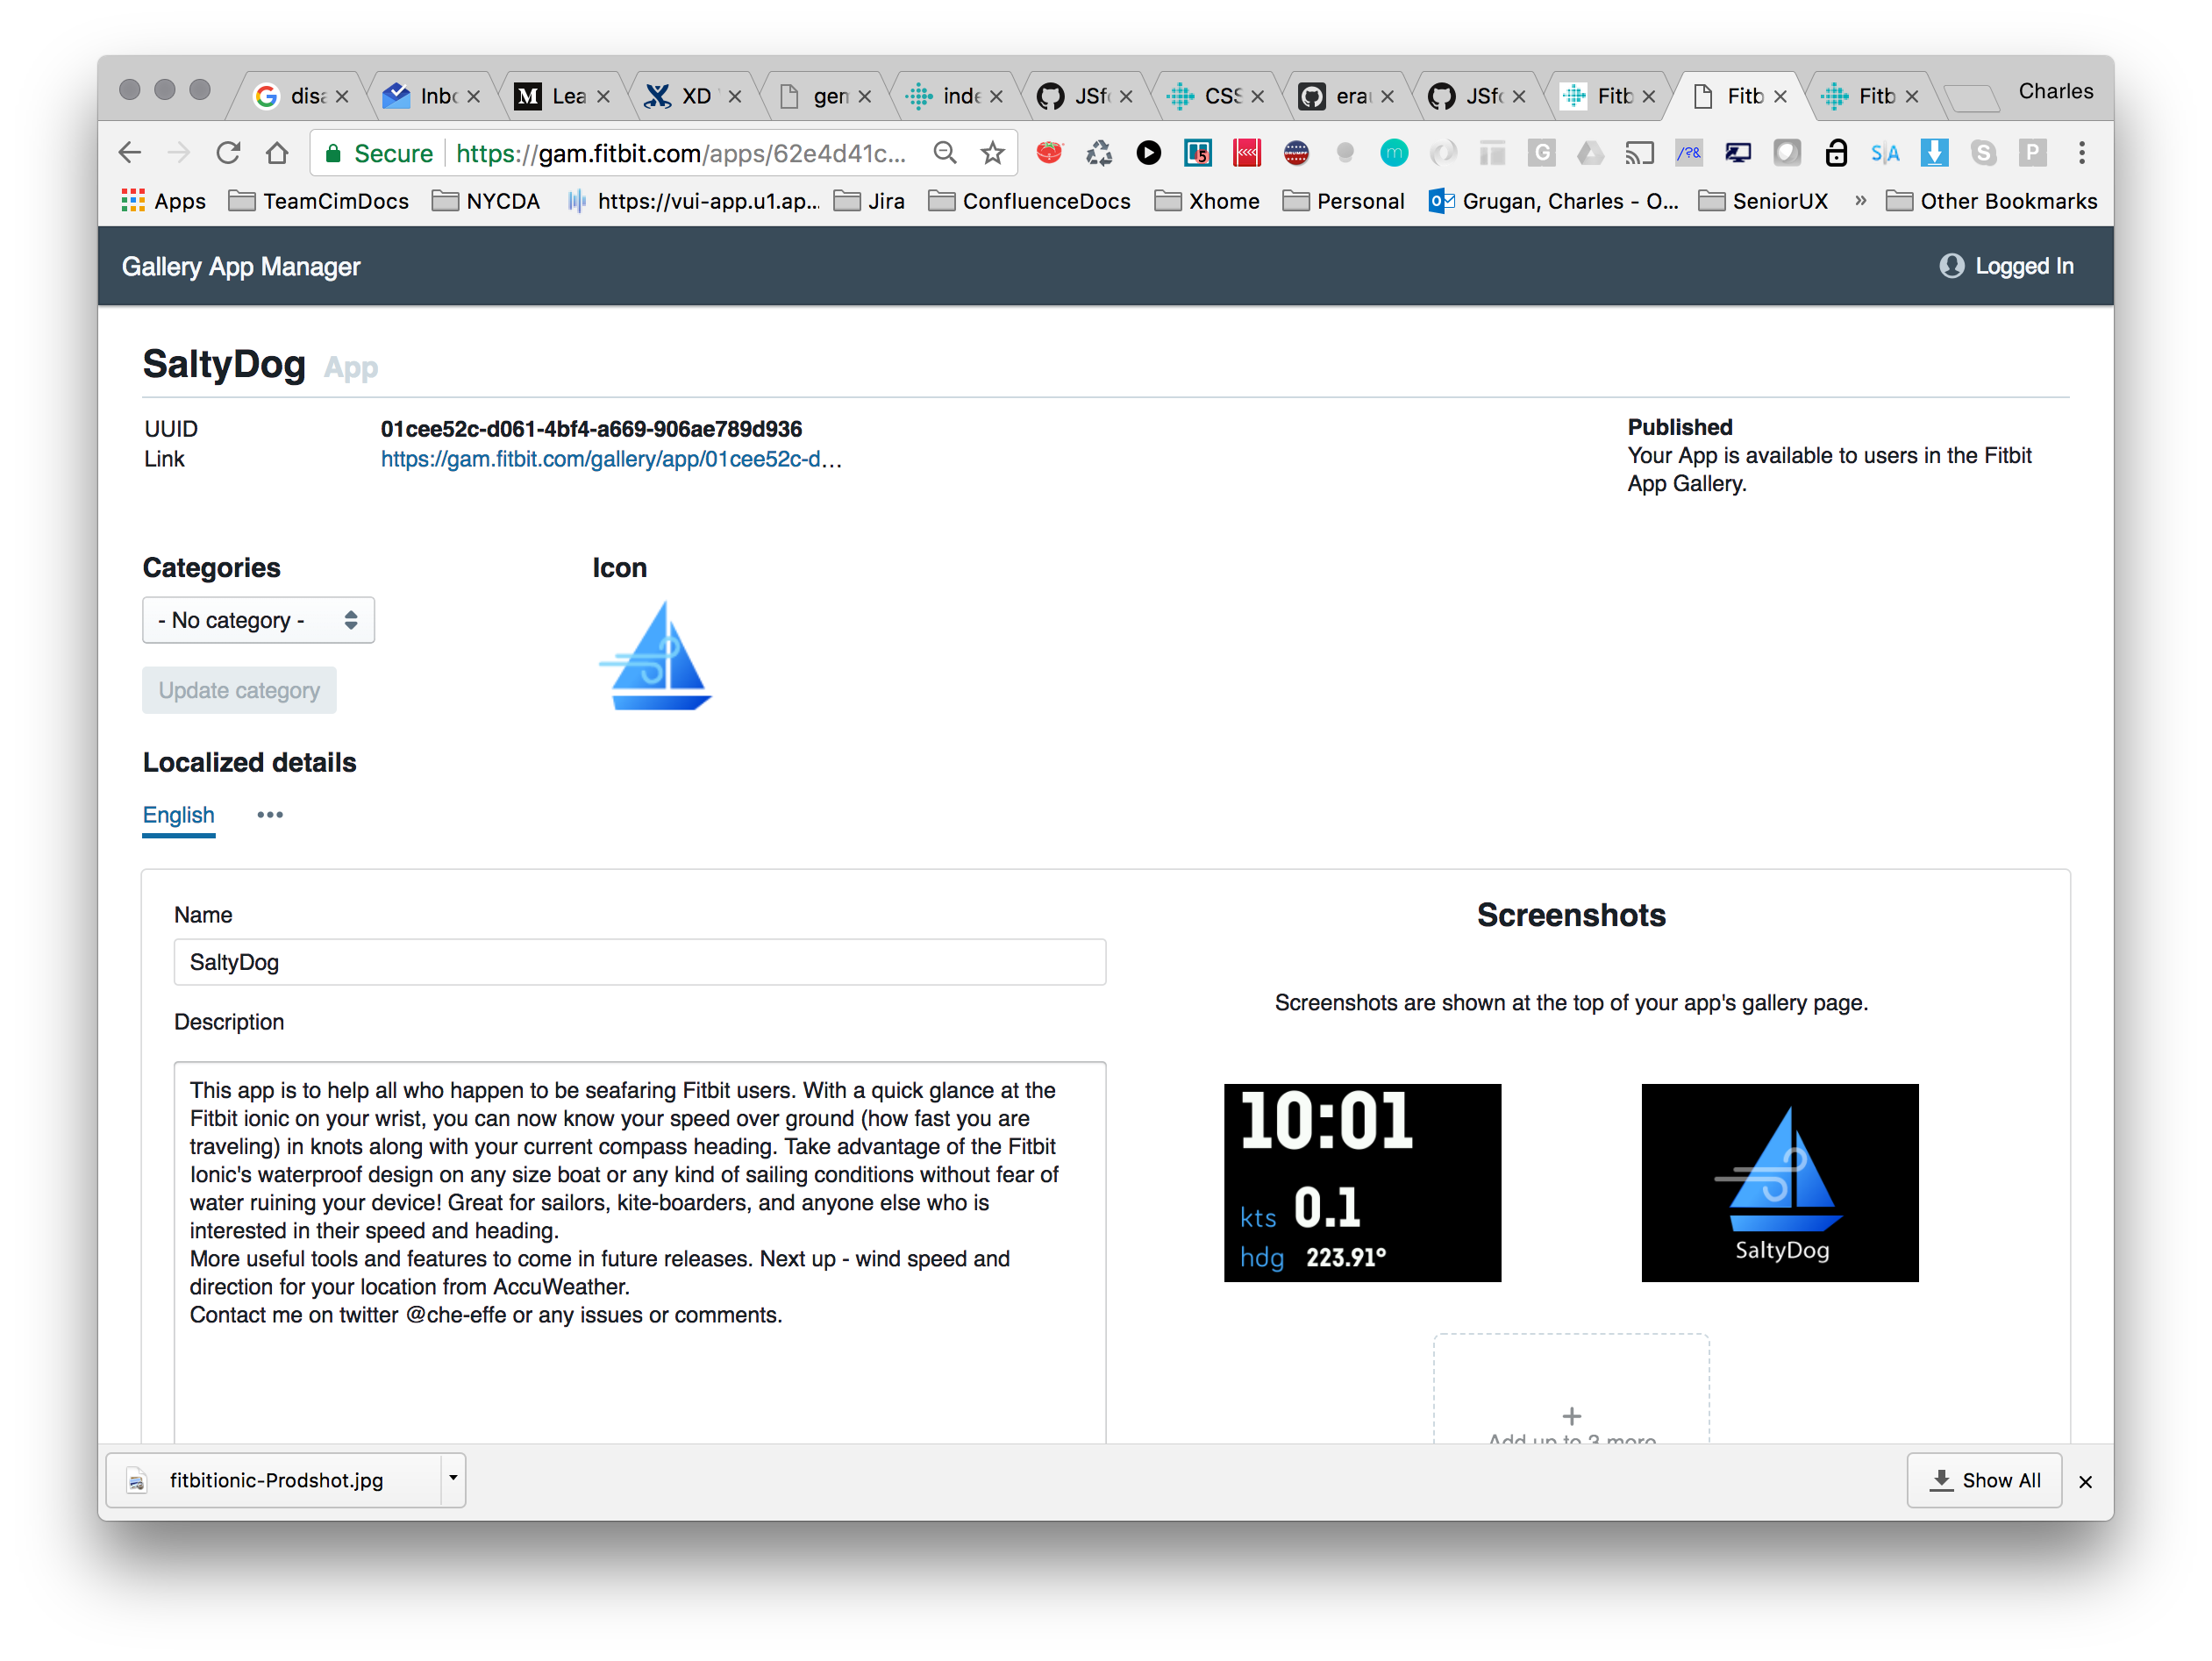 disa
Inbo
M Lea
XD
gen
inde
JSfo
CSS
erau
JSfo
Fitb
Fitb
Fitb
Charles
Secure https://gam.fitbit.com/apps/62e4d41c...
Apps TeamCimDocs NYCDA https://vui-app.u1.ap... Jira ConfluenceDocs Xhome Personal Grugan, Charles - O... SeniorUX » Other Bookmarks
Gallery App Manager Logged In
SaltyDog App
UUID 01cee52c-d061-4bf4-a669-906ae789d936
Link https://gam.fitbit.com/gallery/app/01cee52c-d...
Published
Your App is available to users in the Fitbit
App Gallery.
Categories
- No category -
Update category
Icon
Localized details
English •••
Name
SaltyDog
Description
This app is to help all who happen to be seafaring Fitbit users. With a quick glance at the
Fitbit ionic on your wrist, you can now know your speed over ground (how fast you are
traveling) in knots along with your current compass heading. Take advantage of the Fitbit
Ionic's waterproof design on any size boat or any kind of sailing conditions without fear of
water ruining your device! Great for sailors, kite-boarders, and anyone else who is
interested in their speed and heading.
More useful tools and features to come in future releases. Next up - wind speed and
direction for your location from AccuWeather.
Contact me on twitter @che-effe or any issues or comments.
Screenshots
Screenshots are shown at the top of your app's gallery page.
10:01
kts 0.1
hdg 223.91°
SaltyDog
+
Add up to 3 more
fitbitionic-Prodshot.jpg
Show All